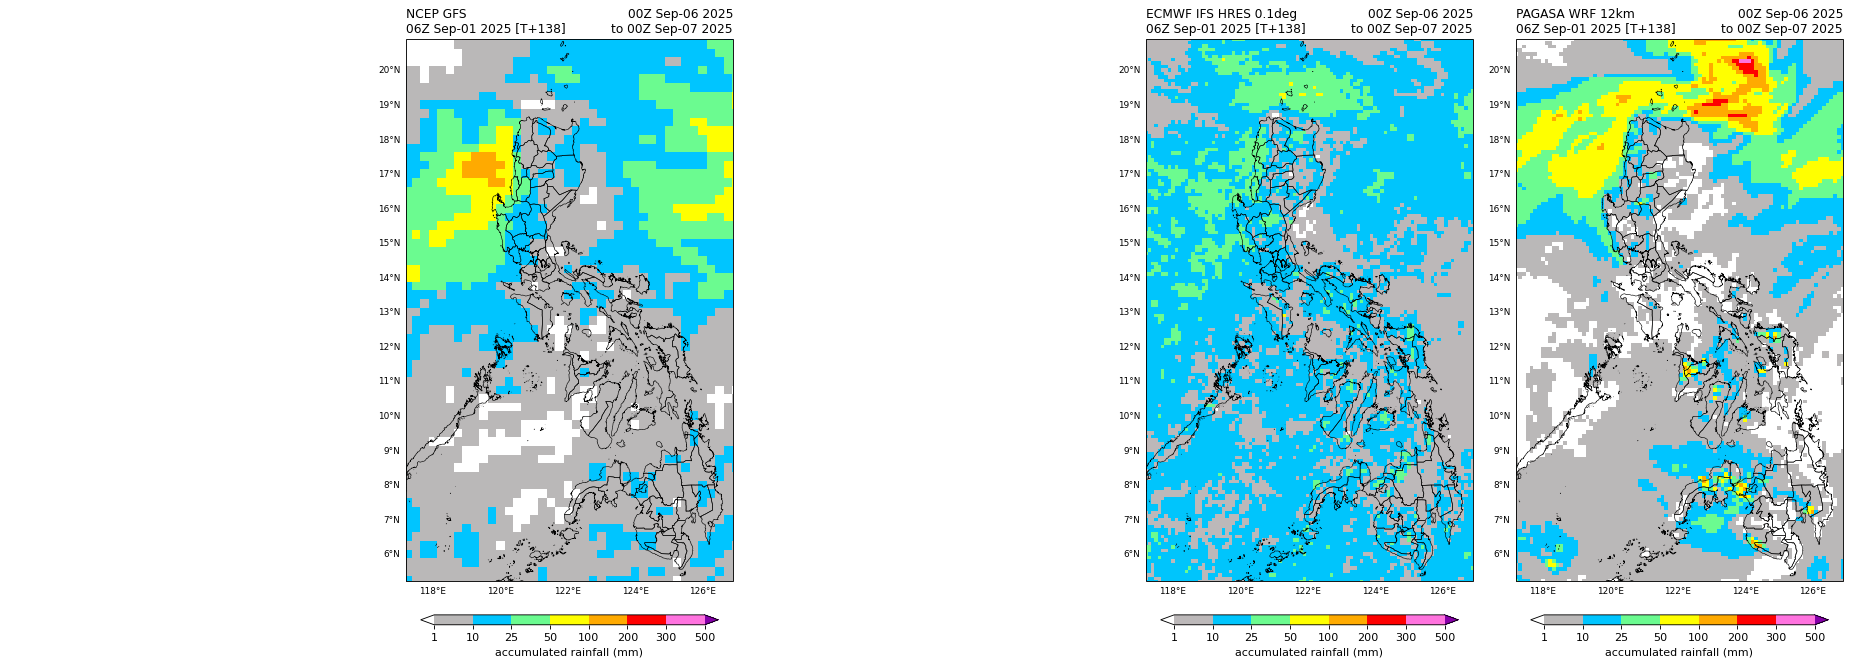 NCEP GFS 00Z Sep-06 2025
06Z Sep-01 2025 [T+138] to 00Z Sep-07 2025
20°N
19°N
18°N
17°N
16°N
15°N
14°N
13°N
12°N
11°N
10°N
9°N
8°N
7°N
6°N
118°E 120°E 122°E 124°E 126°E
1 10 25 50 100 200 300 500
accumulated rainfall (mm)
ECMWF IFS HRES 0.1deg 00Z Sep-06 2025
06Z Sep-01 2025 [T+138] to 00Z Sep-07 2025
20°N
19°N
18°N
17°N
16°N
15°N
14°N
13°N
12°N
11°N
10°N
9°N
8°N
7°N
6°N
118°E 120°E 122°E 124°E 126°E
1 10 25 50 100 200 300 500
accumulated rainfall (mm)
PAGASA WRF 12km 00Z Sep-06 2025
06Z Sep-01 2025 [T+138] to 00Z Sep-07 2025
20°N
19°N
18°N
17°N
16°N
15°N
14°N
13°N
12°N
11°N
10°N
9°N
8°N
7°N
6°N
118°E 120°E 122°E 124°E 126°E
1 10 25 50 100 200 300 500
accumulated rainfall (mm)